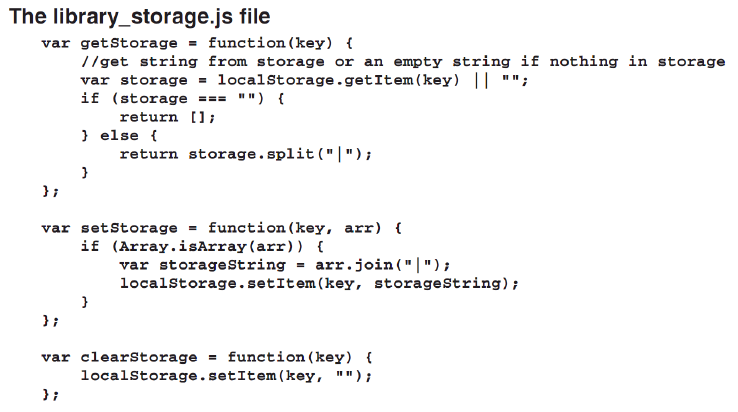 The library_storage.js file
var getStorage = function(key) {
    //get string from storage or an empty string if nothing in storage
    var storage = localStorage.getItem(key) || "";
    if (storage === "") {
        return [];
    } else {
        return storage.split("|");
    }
};
var setStorage = function(key, arr) {
    if (Array.isArray(arr)) {
        var storageString = arr.join("|");
        localStorage.setItem(key, storageString);
    }
};
var clearStorage = function(key) {
    localStorage.setItem(key, "");
};